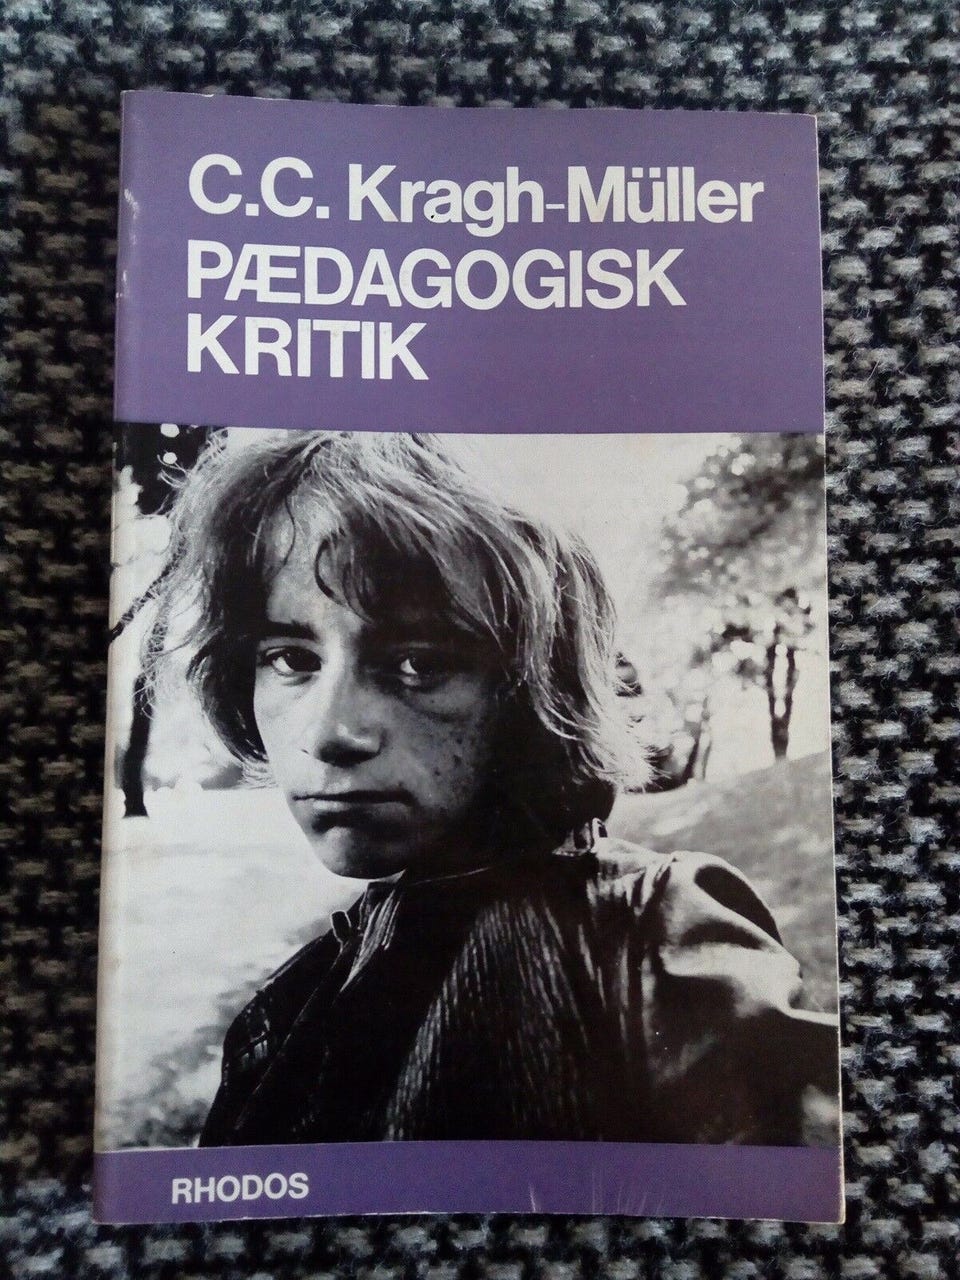 C.C. Kragh-Müller
PÆDAGOGISK
KRITIK
RHODOS